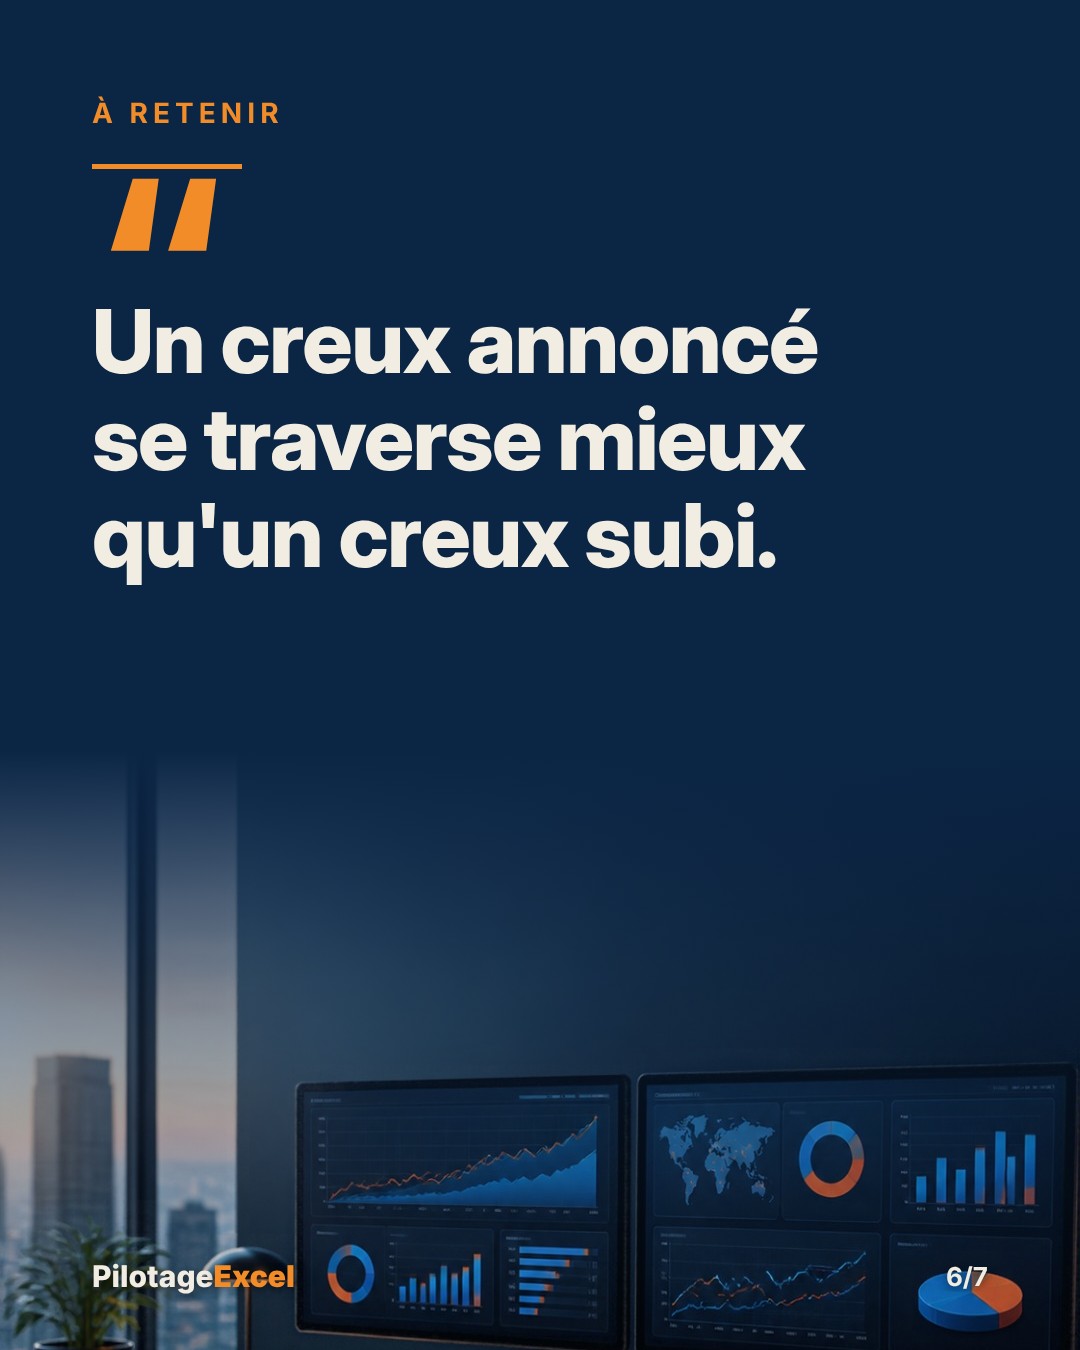 À RETENIR
"
Un creux annoncé
se traverse mieux
qu'un creux subi.
PilotageExcel
6/7